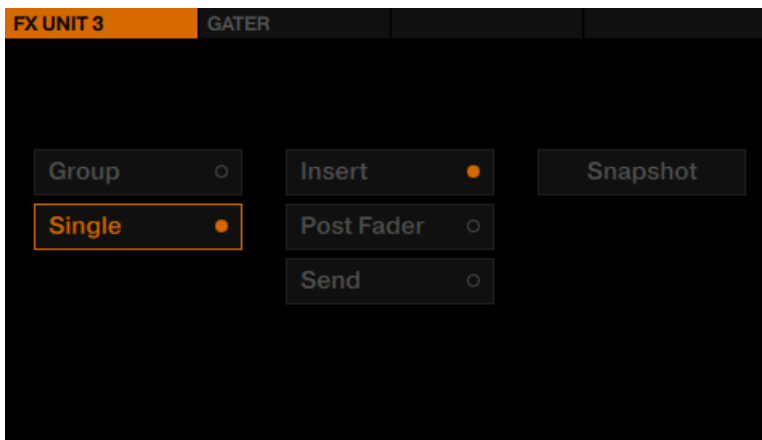 FX UNIT 3 GATER
Group Insert Snapshot
Single Post Fader
Send